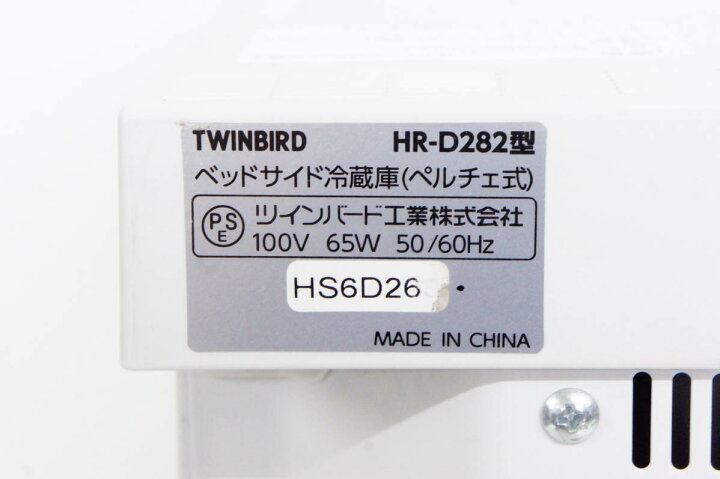 TWINBIRD HR-D282型
ベッドサイド冷蔵庫(ペルチェ式)
PSE ツインバード工業株式会社
100V 65W 50/60Hz
HS6D26
MADE IN CHINA